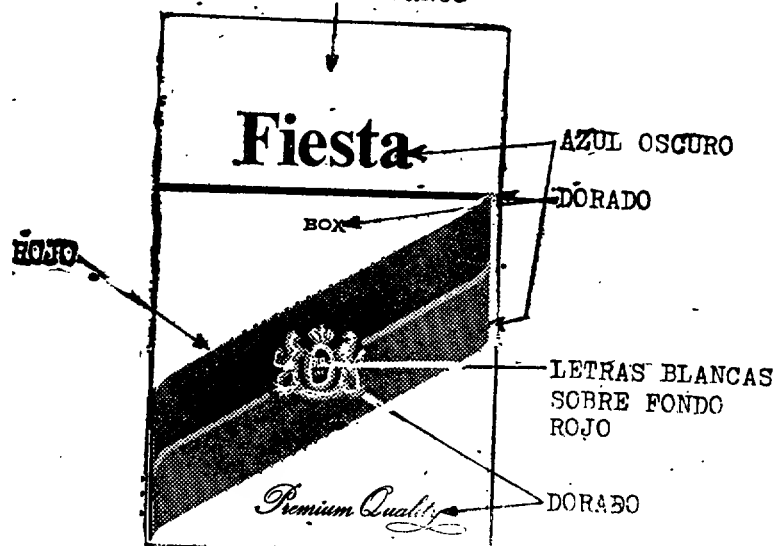 Fiesta
AZUL OSCURO
DORADO
BOX
ROJO
LETRAS BLANCAS
SOBRE FONDO
ROJO
Premium Quality
DORADO